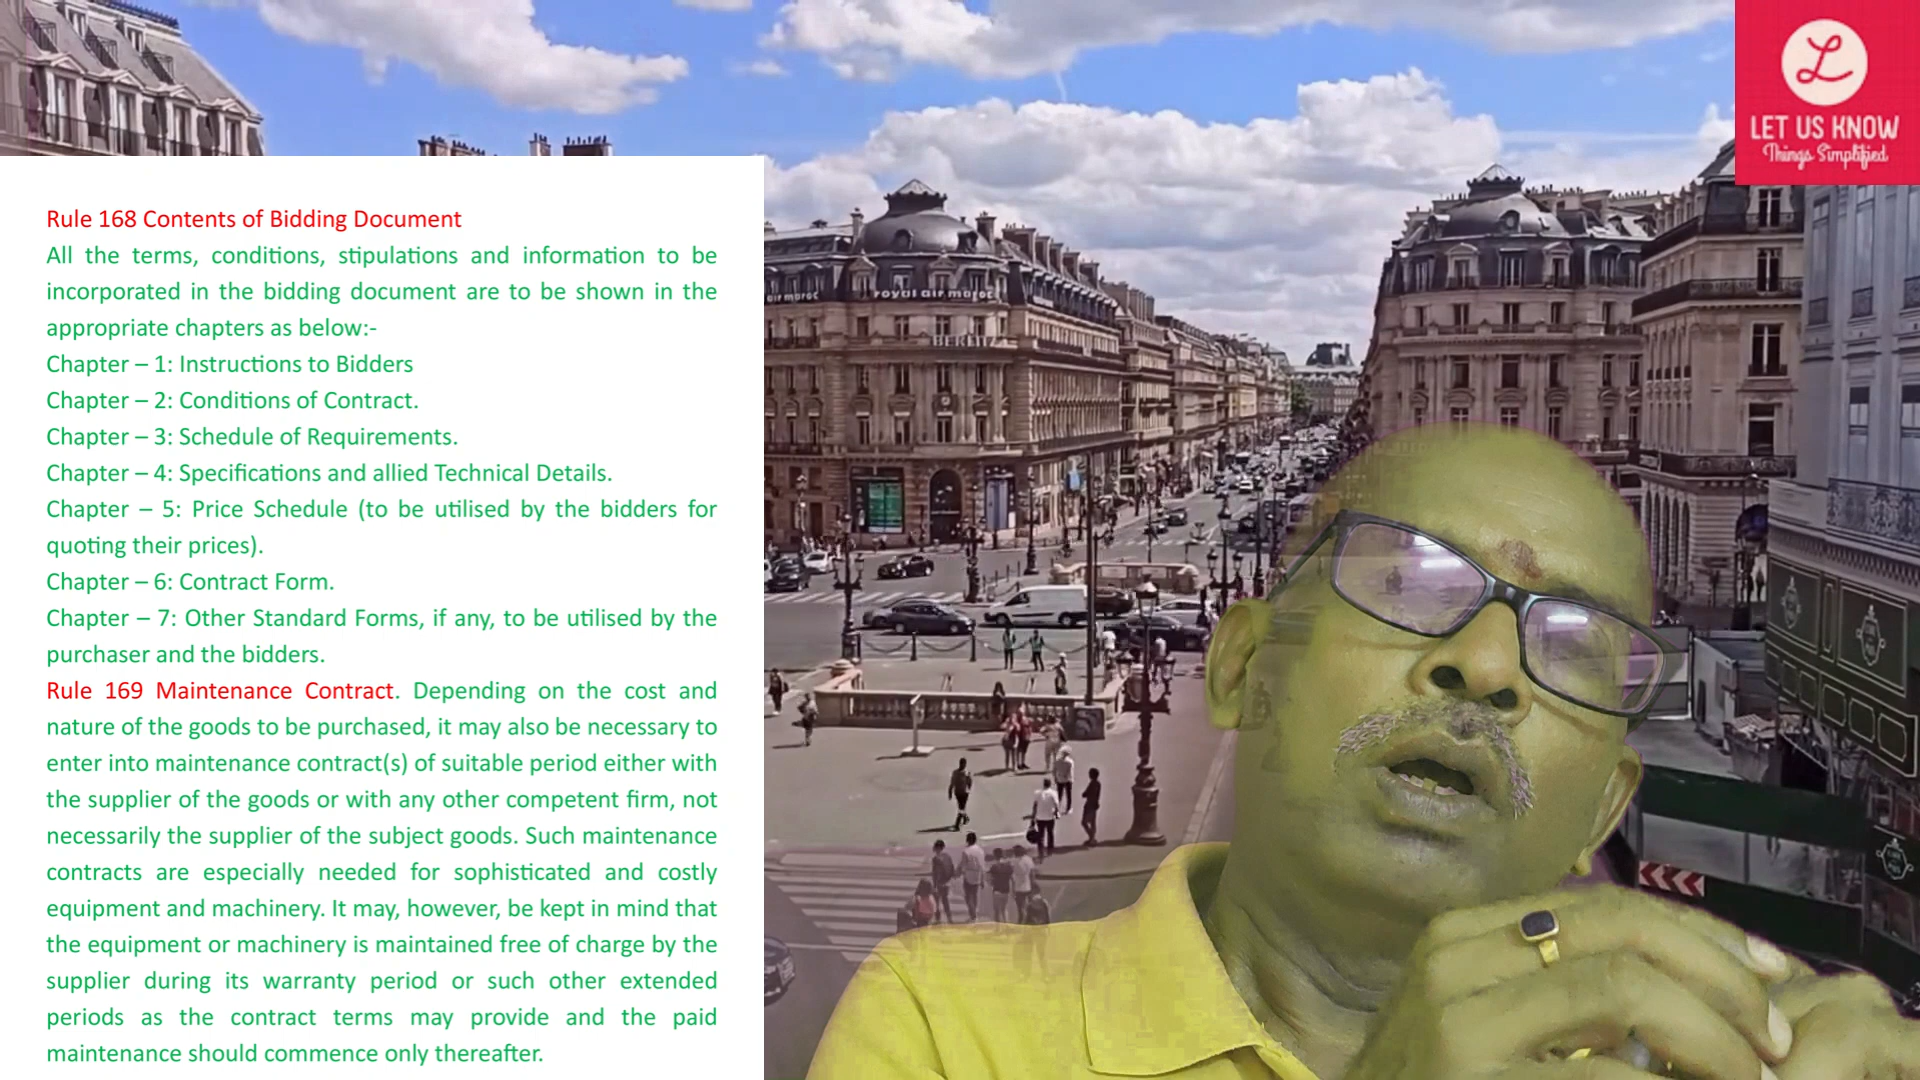 LET US KNOW
Things Simplified
Rule 168 Contents of Bidding Document
All the terms, conditions, stipulations and information to be
incorporated in the bidding document are to be shown in the
appropriate chapters as below:-
Chapter – 1: Instructions to Bidders
Chapter – 2: Conditions of Contract.
Chapter – 3: Schedule of Requirements.
Chapter – 4: Specifications and allied Technical Details.
Chapter – 5: Price Schedule (to be utilised by the bidders for
quoting their prices).
Chapter – 6: Contract Form.
Chapter – 7: Other Standard Forms, if any, to be utilised by the
purchaser and the bidders.
Rule 169 Maintenance Contract. Depending on the cost and
nature of the goods to be purchased, it may also be necessary to
enter into maintenance contract(s) of suitable period either with
the supplier of the goods or with any other competent firm, not
necessarily the supplier of the subject goods. Such maintenance
contracts are especially needed for sophisticated and costly
equipment and machinery. It may, however, be kept in mind that
the equipment or machinery is maintained free of charge by the
supplier during its warranty period or such other extended
periods as the contract terms may provide and the paid
maintenance should commence only thereafter.
air maroc
royal air maroc